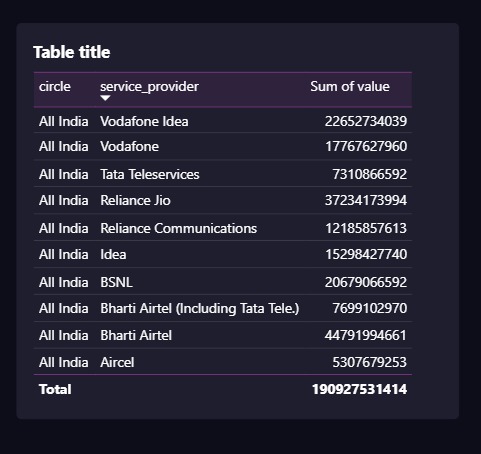 Table title
circle service_provider Sum of value
All India Vodafone Idea 22652734039
All India Vodafone 17767627960
All India Tata Teleservices 7310866592
All India Reliance Jio 37234173994
All India Reliance Communications 12185857613
All India Idea 15298427740
All India BSNL 20679066592
All India Bharti Airtel (Including Tata Tele.) 7699102970
All India Bharti Airtel 44791994661
All India Aircel 5307679253
Total 190927531414